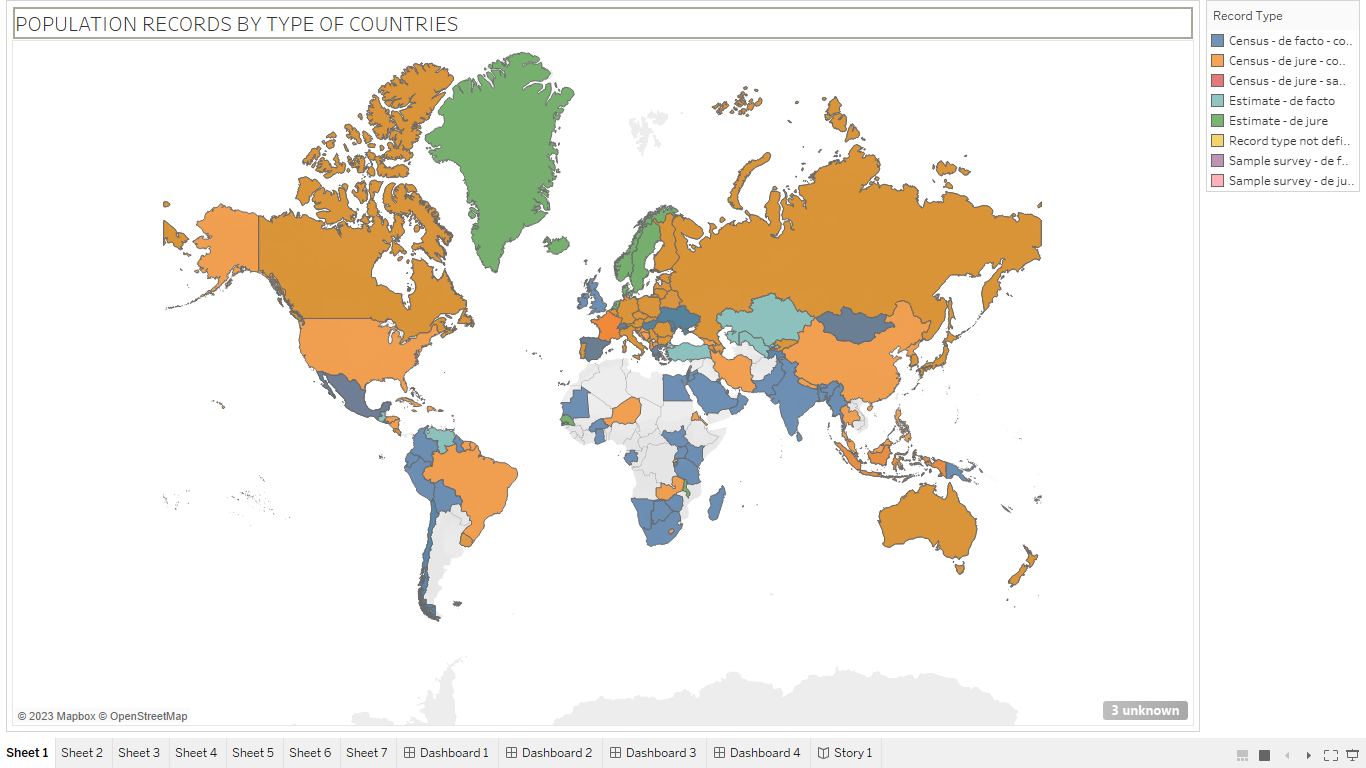 POPULATION RECORDS BY TYPE OF COUNTRIES
Record Type
Census - de facto - co..
Census - de jure - co..
Census - de jure - sa..
Estimate - de facto
Estimate - de jure
Record type not defi..
Sample survey - de f..
Sample survey - de ju..
© 2023 Mapbox © OpenStreetMap
3 unknown
Sheet 1 Sheet 2 Sheet 3 Sheet 4 Sheet 5 Sheet 6 Sheet 7 Dashboard 1 Dashboard 2 Dashboard 3 Dashboard 4 Story 1